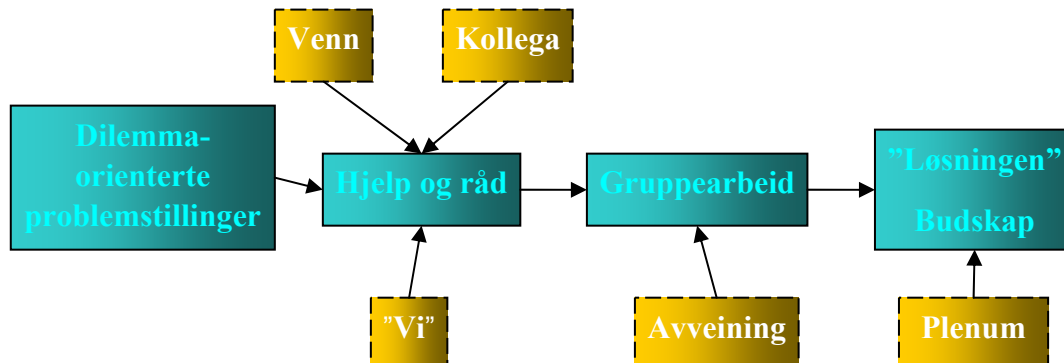 Venn
Kollega
Dilemma-
orienterte
problemstillinger
Hjelp og råd
Gruppearbeid
”Løsningen”
Budskap
”Vi”
Avveining
Plenum